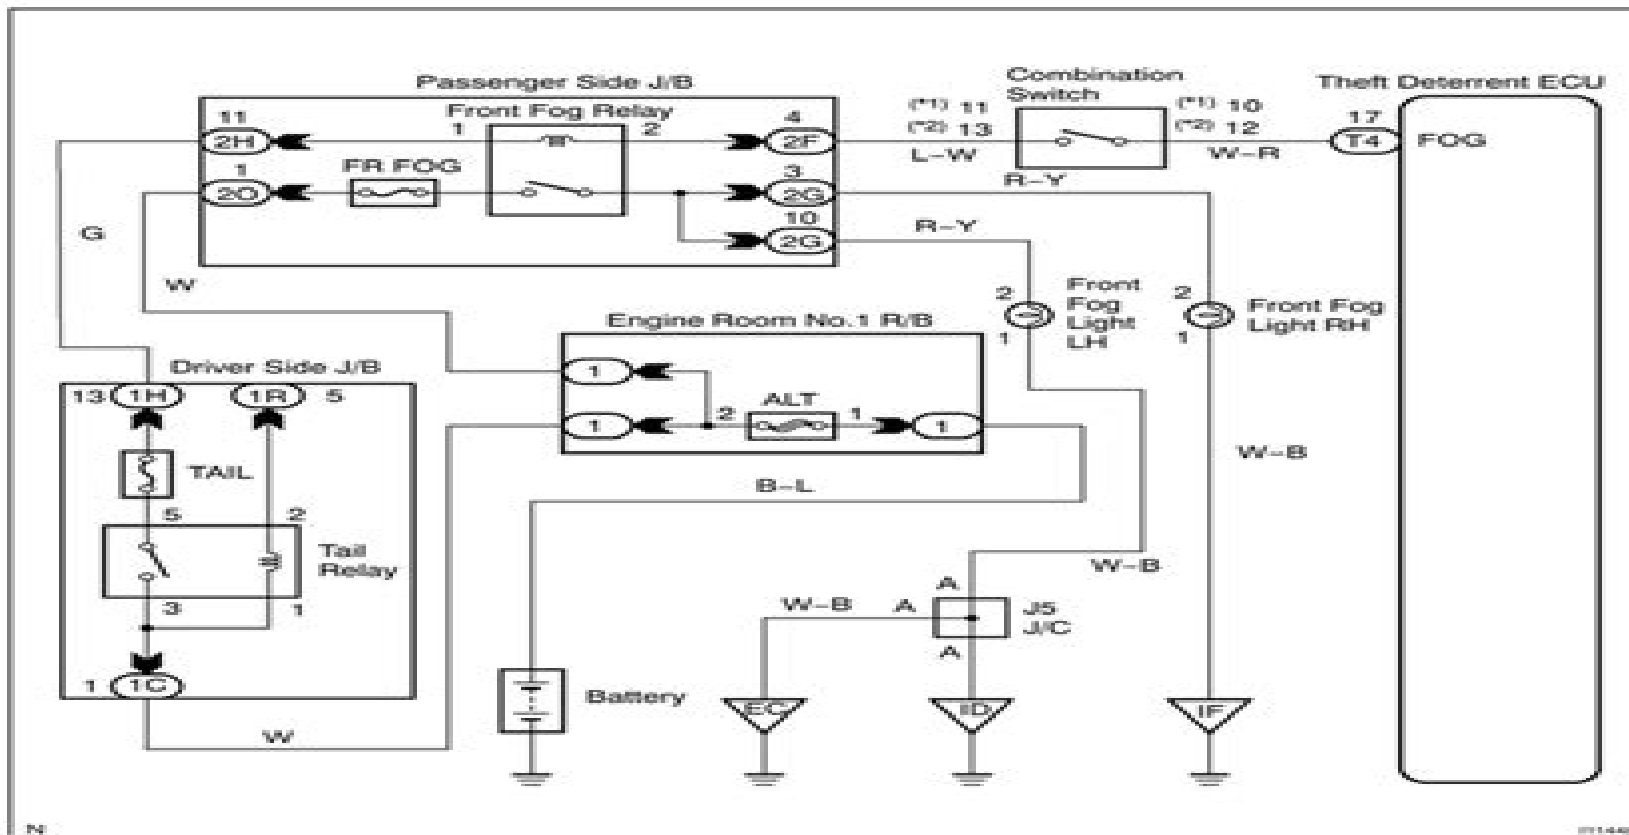 Passenger Side J/B
Combination
Switch
Theft Deterrent ECU
Front Fog Relay
11
1
2
4
(*1) 11
(*2) 13
(*1) 10
(*2) 12
17
2H
2F
L-W
W-R
T4
FOG
1
FR FOG
3
R-Y
2O
2G
10
G
2G
R-Y
W
2
1
Front
Fog
Light
LH
2
1
Front Fog
Light RH
Engine Room No.1 R/B
Driver Side J/B
1
13
1H
1R
5
ALT
1
2
1
1
TAIL
B-L
W-B
5
2
Tail
Relay
3
1
W-B
A
W-B
A
J5
J/C
A
1
1C
Battery
EC
ID
IF
W
N